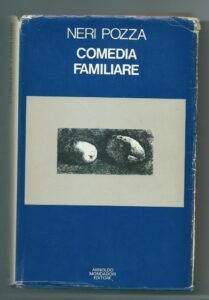 NERI POZZA
COMEDIA
FAMILIARE
ARNOLDO
MONDADORI
EDITORE